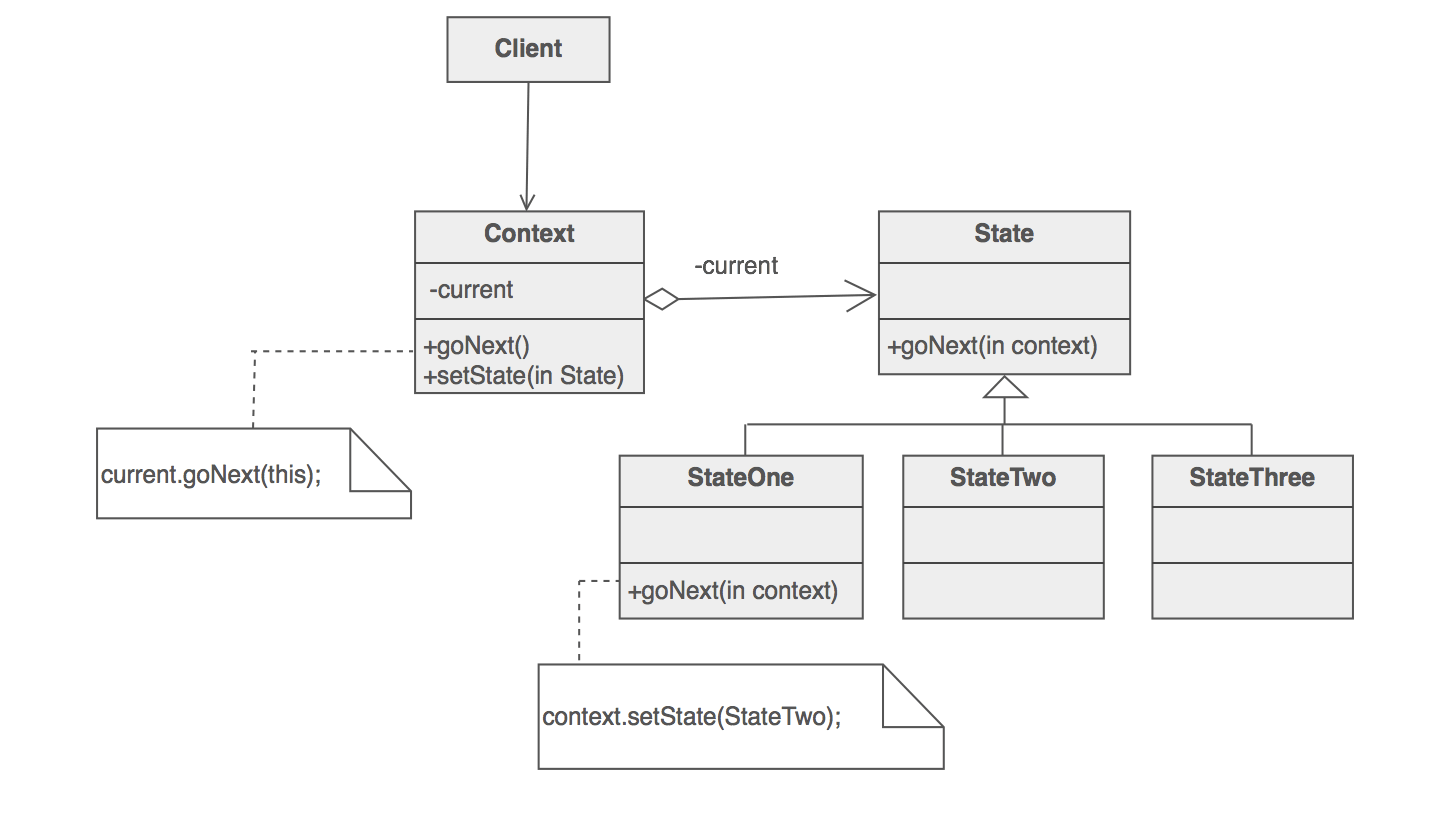 Client
Context
-current
+goNext()
+setState(in State)
-current
State
+goNext(in context)
current.goNext(this);
StateOne
+goNext(in context)
StateTwo
StateThree
context.setState(StateTwo);